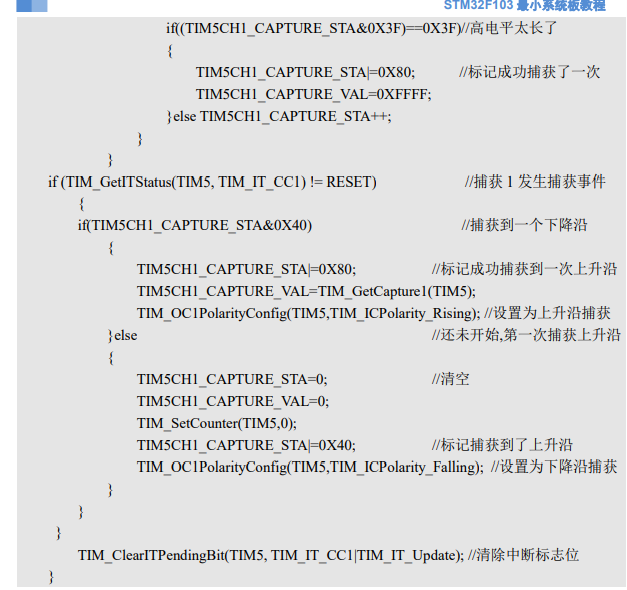 STM32F103 最小系统板教程
if((TIM5CH1_CAPTURE_STA&0X3F)==0X3F)//高电平太长了
{
TIM5CH1_CAPTURE_STA|=0X80; //标记成功捕获了一次
TIM5CH1_CAPTURE_VAL=0XFFFF;
}else TIM5CH1_CAPTURE_STA++;
}
}
if (TIM_GetITStatus(TIM5, TIM_IT_CC1) != RESET) //捕获 1 发生捕获事件
{
if(TIM5CH1_CAPTURE_STA&0X40) //捕获到一个下降沿
{
TIM5CH1_CAPTURE_STA|=0X80; //标记成功捕获到一次上升沿
TIM5CH1_CAPTURE_VAL=TIM_GetCapture1(TIM5);
TIM_OC1PolarityConfig(TIM5,TIM_ICPolarity_Rising); //设置为上升沿捕获
}else //还未开始,第一次捕获上升沿
{
TIM5CH1_CAPTURE_STA=0; //清空
TIM5CH1_CAPTURE_VAL=0;
TIM_SetCounter(TIM5,0);
TIM5CH1_CAPTURE_STA|=0X40; //标记捕获到了上升沿
TIM_OC1PolarityConfig(TIM5,TIM_ICPolarity_Falling); //设置为下降沿捕获
}
}
}
TIM_ClearITPendingBit(TIM5, TIM_IT_CC1|TIM_IT_Update); //清除中断标志位
}